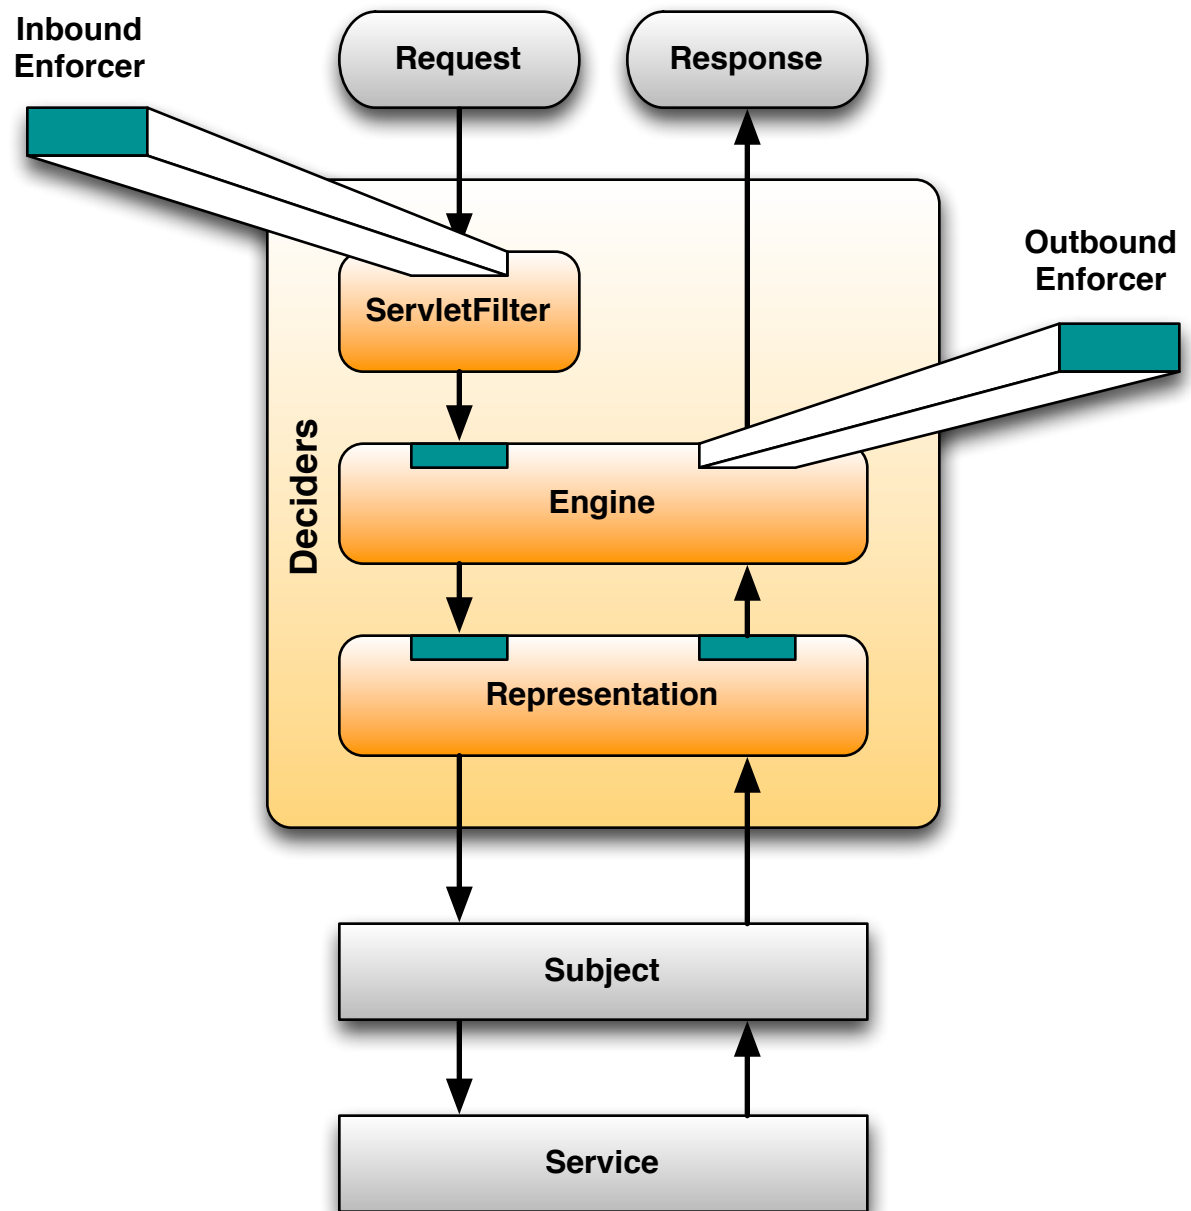 Inbound
Enforcer
Request
Response
Outbound
Enforcer
ServletFilter
Deciders
Engine
Representation
Subject
Service